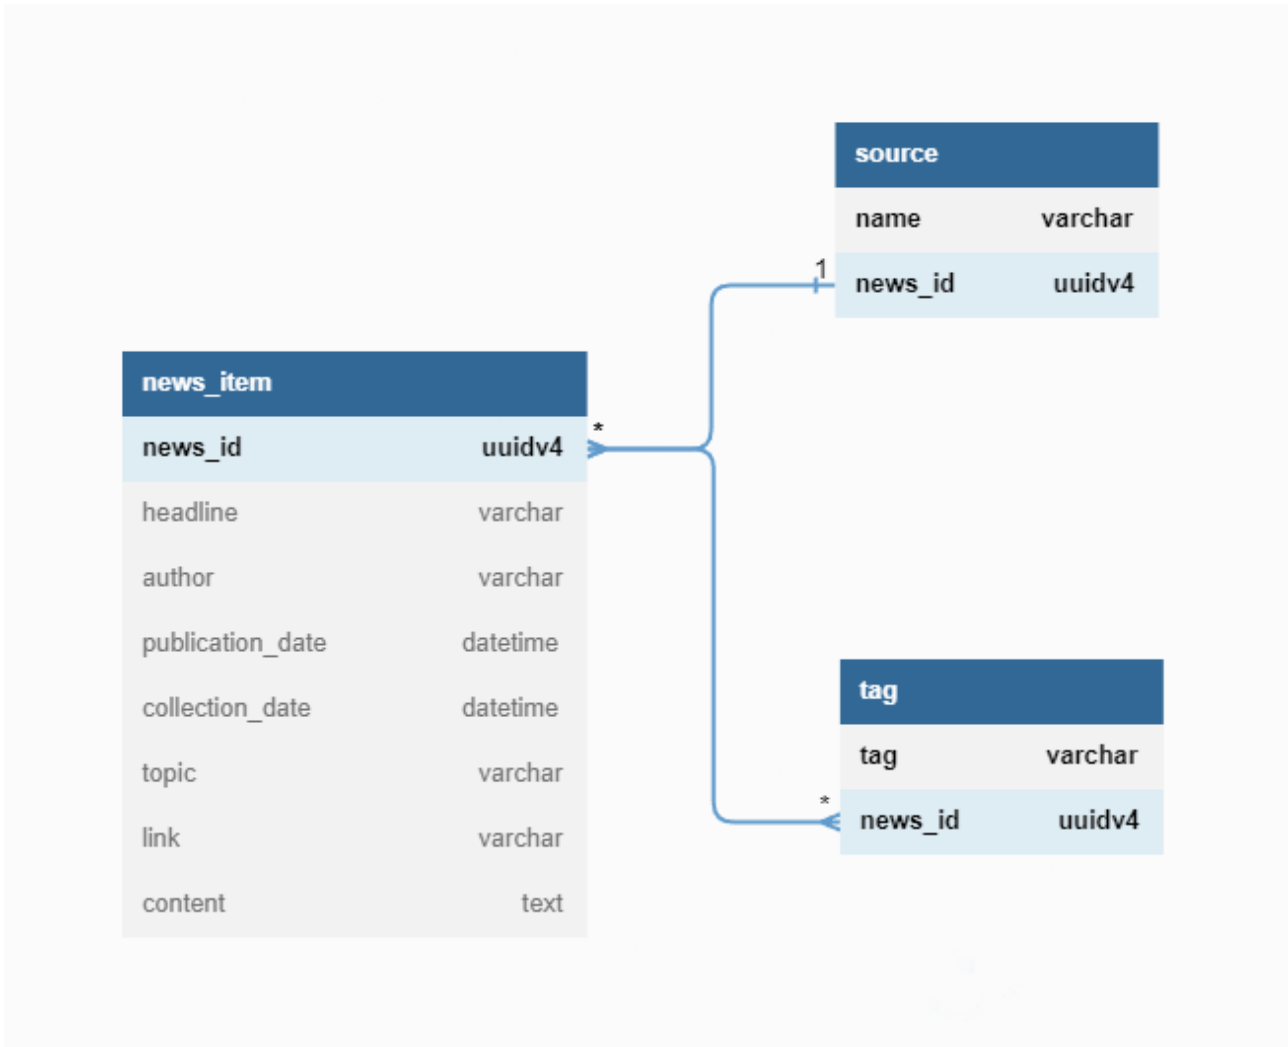 source
name varchar
1
news_id uuidv4
news_item
*
news_id uuidv4
headline varchar
author varchar
publication_date datetime
collection_date datetime
topic varchar
link varchar
content text
tag
tag varchar
*
news_id uuidv4